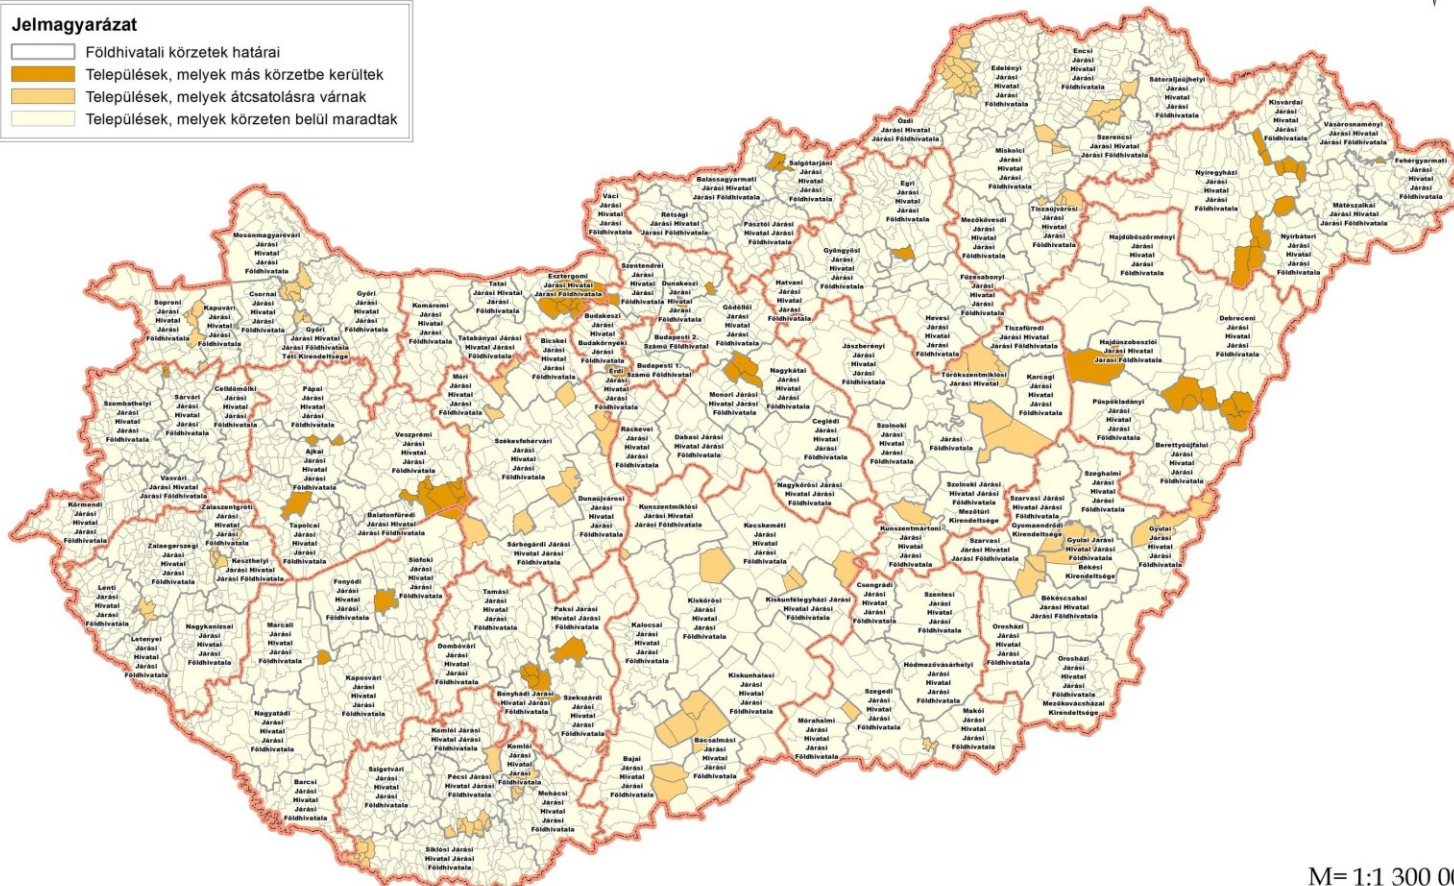 Jelmagyarázat
Földhivatali körzetek határai
Települések, melyek más körzetbe kerültek
Települések, melyek átcsatolásra várnak
Települések, melyek körzeten belül maradtak
Encsi
Járási
Hivatal
Járási
Földhivatala
Edelényi
Járási
Hivatal
Járási
Földhivatala
Sátoraljaújhelyi
Járási
Hivatal
Járási
Földhivatala
Kisvárdai
Járási
Hivatal
Járási
Földhivatala
Ózdi
Járási Hivatal
Járási Földhivatala
Szerencsi
Járási Hivatal
Járási Földhivatala
Vásárosnaményi
Járási Hivatal
Járási Földhivatala
Miskolci
Járási
Hivatal
Járási
Földhivatala
Fehérgyarmati
Járási
Hivatal
Járási
Földhivatala
Salgótarjáni
Járási
Hivatal
Járási
Földhivatala
Balassagyarmati
Járási Hivatal
Járási Földhivatala
Egri
Járási
Hivatal
Járási
Földhivatala
Nyíregyházi
Járási
Hivatal
Járási
Földhivatala
Váci
Járási
Hivatal
Járási
Földhivatala
Rétsági
Járási Hivatal
Járási Földhivatala
Pásztói Járási
Hivatal Járási
Földhivatala
Mezőkövesdi
Járási
Hivatal
Járási
Földhivatala
Tiszaújvárosi
Járási
Hivatal
Járási
Földhivatala
Mátészalkai
Járási Hivatal
Járási Földhivatala
Nyírbátori
Járási
Hivatal
Járási
Földhivatala
Hajdúböszörményi
Járási
Hivatal
Járási
Földhivatala
Mosonmagyaróvári
Járási
Hivatal
Járási
Földhivatala
Gyöngyösi
Járási
Hivatal
Járási
Földhivatala
Soproni
Járási
Hivatal
Járási
Földhivatala
Kapuvári
Járási
Hivatal
Járási
Földhivatala
Csornai
Járási
Hivatal
Járási
Földhivatala
Győri
Járási
Hivatal
Járási
Földhivatala
Győri
Járási Hivatal
Járási Földhivatala
Téti Kirendeltsége
Komáromi
Járási
Hivatal
Járási
Földhivatala
Tatai
Járási Hivatal
Járási
Földhivatala
Esztergomi
Járási Hivatal
Járási Földhivatala
Szentendrei
Járási
Hivatal
Járási
Földhivatala
Dunakeszi
Járási
Hivatal
Járási
Földhivatala
Gödöllői
Járási
Hivatal
Járási
Földhivatala
Hatvani
Járási
Hivatal
Járási
Földhivatala
Füzesabonyi
Járási
Hivatal
Járási
Földhivatala
Tatabányai Járási
Hivatal Járási
Földhivatala
Bicskei
Járási
Hivatal
Járási
Földhivatala
Budakeszi
Járási
Hivatal
Budakörnyéki
Járási
Földhivatala
Budapesti 2.
Számú Földhivatal
Budapesti 1.
Számú Földhivatal
Érdi
Járási
Hivatal
Járási
Földhivatala
Hevesi
Járási
Hivatal
Járási
Földhivatala
Tiszafüredi
Járási
Hivatal Járási
Földhivatala
Debreceni
Járási
Hivatal
Járási
Földhivatala
Hajdúszoboszlói
Járási Hivatal
Járási Földhivatala
Jászberényi
Járási
Hivatal
Járási
Földhivatala
Törökszentmiklósi
Járási Hivatal
Karcagi
Járási
Hivatal
Járási
Földhivatala
Móri
Járási
Hivatal
Járási
Földhivatala
Monori Járási
Hivatal Járási
Földhivatala
Nagykátai
Járási
Hivatal
Járási
Földhivatala
Szombathelyi
Járási
Hivatal
Járási
Földhivatala
Sárvári
Járási
Hivatal
Járási
Földhivatala
Celldömölki
Járási
Hivatal
Járási
Földhivatala
Pápai
Járási
Hivatal
Járási
Földhivatala
Püspökladányi
Járási
Hivatal
Járási
Földhivatala
Ráckevei
Járási
Hivatal
Járási
Földhivatala
Dabasi Járási
Hivatal Járási
Földhivatala
Ceglédi
Járási
Hivatal
Járási
Földhivatala
Szolnoki
Járási
Hivatal
Járási
Földhivatala
Veszprémi
Járási
Hivatal
Járási
Földhivatala
Székesfehérvári
Járási
Hivatal
Járási
Földhivatala
Ajkai
Járási
Hivatal
Járási
Földhivatala
Berettyóújfalui
Járási
Hivatal
Járási
Földhivatala
Vasvári
Járási
Hivatal
Járási Földhivatala
Szeghalmi
Járási
Hivatal
Járási
Földhivatala
Nagykőrösi Járási
Hivatal Járási
Földhivatala
Szolnoki Járási
Hivatal Járási
Földhivatala
Mezőtúri
Kirendeltsége
Körmendi
Járási
Hivatal
Járási
Földhivatala
Zalaszentgróti
Járási
Hivatal
Járási
Földhivatala
Balatonfüredi
Járási Hivatal
Járási Földhivatala
Dunaújvárosi
Járási
Hivatal
Járási
Földhivatala
Kunszentmiklósi
Járási Hivatal
Járási Földhivatala
Szarvasi Járási
Hivatal Járási
Földhivatala
Gyomaendrődi
Kirendeltsége
Tapolcai
Járási
Hivatal
Járási
Földhivatala
Kecskeméti
Járási
Hivatal
Járási
Földhivatala
Kunszentmártoni
Járási
Hivatal
Járási
Földhivatala
Szarvasi
Járási Hivatal
Járási Földhivatala
Gyulai Járási
Hivatal Járási
Földhivatala
Békési
Kirendeltsége
Gyulai
Járási
Hivatal
Járási
Földhivatala
Zalaegerszegi
Járási
Hivatal
Járási
Földhivatala
Keszthelyi
Járási Hivatal
Járási Földhivatala
Sárbogárdi Járási
Hivatal Járási
Földhivatala
Siófoki
Járási
Hivatal
Járási
Földhivatala
Lenti
Járási
Hivatal
Járási
Földhivatala
Fonyódi
Járási
Hivatal
Járási
Földhivatala
Tamási
Járási
Hivatal
Járási
Földhivatala
Paksi Járási
Hivatal Járási
Földhivatala
Kiskőrösi
Járási
Hivatal
Járási
Földhivatala
Kiskunfélegyházi Járási
Hivatal Járási
Földhivatala
Csongrádi
Járási
Hivatal
Járási
Földhivatala
Szentesi
Járási
Hivatal
Járási
Földhivatala
Békéscsabai
Járási
Hivatal
Járási
Földhivatala
Letenyei
Járási
Hivatal
Járási
Földhivatala
Nagykanizsai
Járási
Hivatal
Járási
Földhivatala
Marcali
Járási
Hivatal
Járási
Földhivatala
Kalocsai
Járási
Hivatal
Járási
Földhivatala
Orosházi
Járási
Hivatal
Járási
Földhivatala
Dombóvári
Járási
Hivatal
Járási
Földhivatala
Orosházi
Járási
Hivatal
Járási
Földhivatala
Mezőkovácsházai
Kirendeltsége
Kaposvári
Járási
Hivatal
Járási
Földhivatala
Hódmezővásárhelyi
Járási
Hivatal
Járási
Földhivatala
Kiskunhalasi
Járási
Hivatal
Járási
Földhivatala
Bonyhádi Járási
Hivatal Járási
Földhivatala
Szekszárdi
Járási
Hivatal
Járási
Földhivatala
Szegedi
Járási
Hivatal
Járási
Földhivatala
Nagyatádi
Járási
Hivatal
Járási
Földhivatala
Makói
Járási
Hivatal
Járási
Földhivatala
Mórahalmi
Járási
Hivatal
Járási
Földhivatala
Komlói Járási
Hivatal Járási
Földhivatala
Komlói
Járási
Hivatal
Járási
Földhivatala
Bácsalmási
Járási
Hivatal
Járási
Földhivatala
Bajai
Járási
Hivatal
Járási
Földhivatala
Szigetvári
Járási
Hivatal
Járási
Földhivatala
Pécsi Járási
Hivatal Járási
Földhivatala
Barcsi
Járási
Hivatal
Járási
Földhivatala
Mohácsi
Járási
Hivatal
Járási
Földhivatala
Siklósi Járási
Hivatal Járási
Földhivatala
M= 1:1 300 00